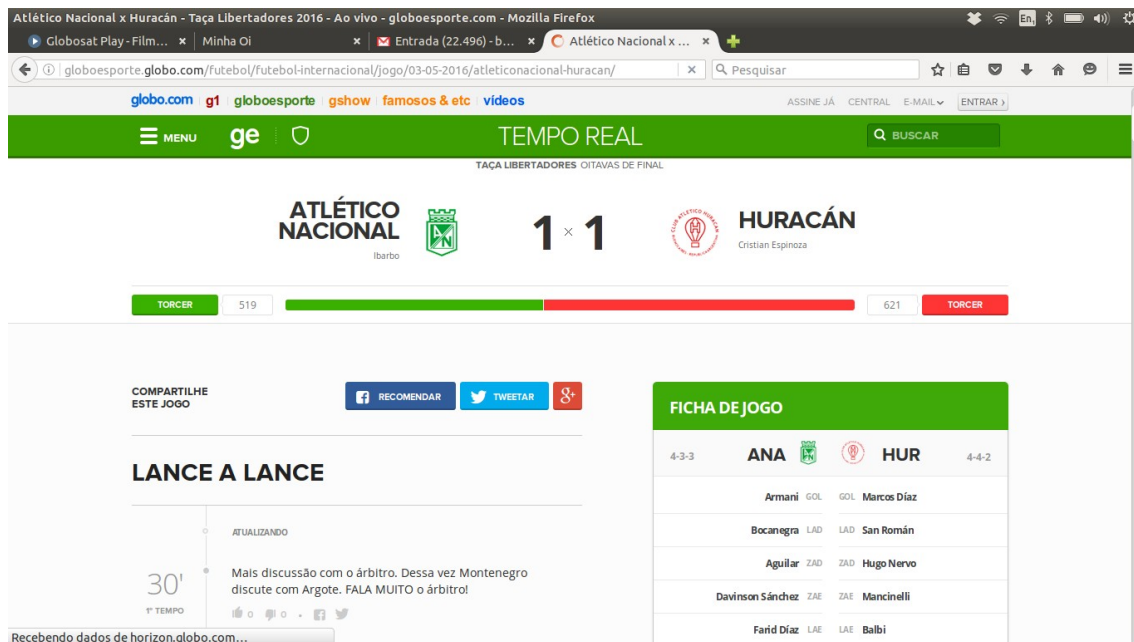 Atlético Nacional x Huracán - Taça Libertadores 2016 - Ao vivo - globoesporte.com - Mozilla Firefox
En
Globosat Play - Film... × Minha Oi × Entrada (22.496) - b... × Atlético Nacional x ... ×
globoesporte.globo.com/futebol/futebol-internacional/jogo/03-05-2016/atleticonacional-huracan/ Pesquisar
globo.com g1 globoesporte gshow famosos & etc vídeos ASSINE JÁ CENTRAL E-MAIL ENTRAR
MENU ge TEMPO REAL BUSCAR
TAÇA LIBERTADORES OITAVAS DE FINAL
ATLÉTICO
NACIONAL
Ibarbo
1 × 1
HURACÁN
Cristian Espinoza
TORCER 519 621 TORCER
COMPARTILHE
ESTE JOGO
RECOMENDAR TWEETAR g+
LANCE A LANCE
ATUALIZANDO
30'
1° TEMPO
Mais discussão com o árbitro. Dessa vez Montenegro
discute com Argote. FALA MUITO o árbitro!
0 0
FICHA DE JOGO
4-3-3 ANA HUR 4-4-2
Armani GOL GOL Marcos Díaz
Bocanegra LAD LAD San Román
Aguilar ZAD ZAD Hugo Nervo
Davinson Sánchez ZAE ZAE Mancinelli
Farid Díaz LAE LAE Balbi
Recebendo dados de horizon.globo.com...